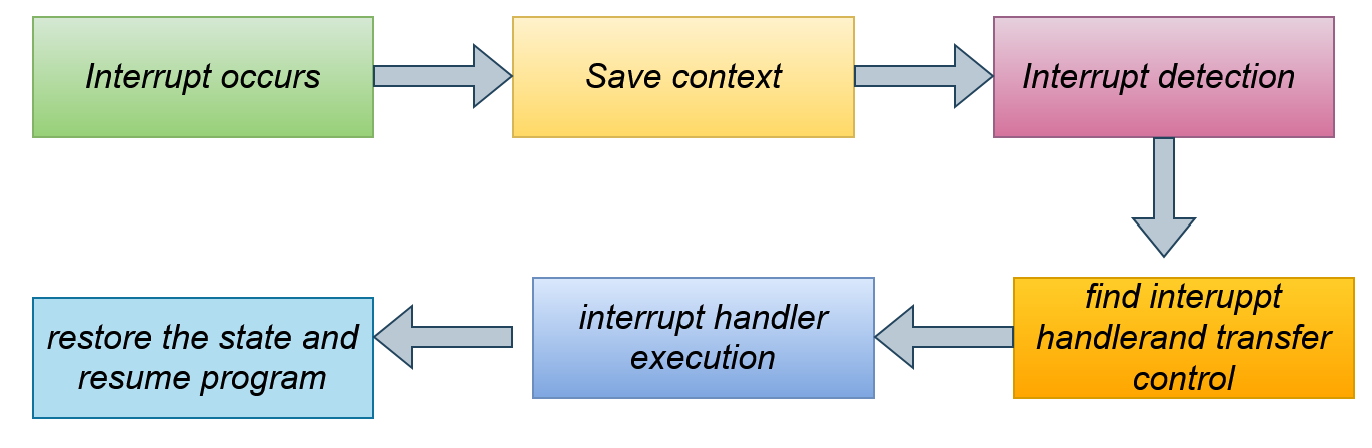 Interrupt occurs
Save context
Interrupt detection
find interuppt
handlerand transfer
control
interrupt handler
execution
restore the state and
resume program